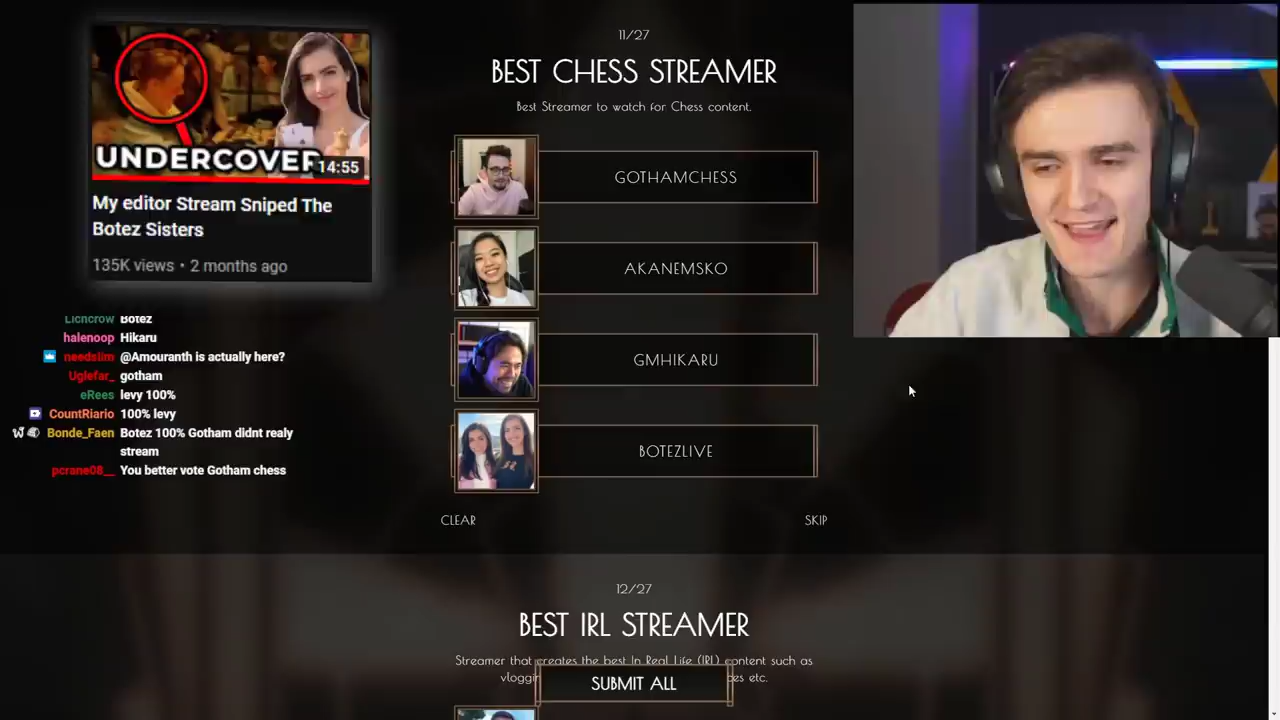 UNDERCOVER
14:55
My editor Stream Sniped The
Botez Sisters
135K views • 2 months ago
Lichcrow Botez
halenoop Hikaru
needslim @Amouranth is actually here?
Uglefar_ gotham
eRees levy 100%
CountRiario 100% levy
Bonde_Faen Botez 100% Gotham didnt realy
stream
pcrane08__ You better vote Gotham chess
11/27
BEST CHESS STREAMER
Best Streamer to watch for Chess content.
GOTHAMCHESS
AKANEMSKO
GMHIKARU
BOTEZLIVE
CLEAR
SKIP
12/27
BEST IRL STREAMER
Streamer that creates the best In Real Life (IRL) content such as
etc.
SUBMIT ALL